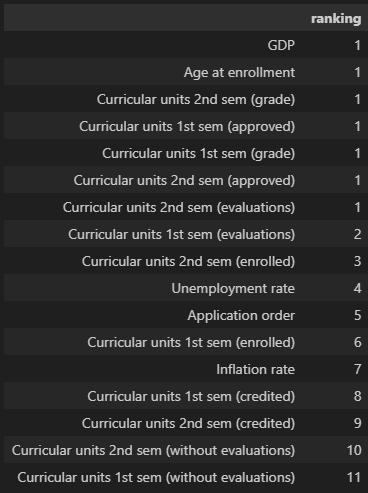 ranking
GDP 1
Age at enrollment 1
Curricular units 2nd sem (grade) 1
Curricular units 1st sem (approved) 1
Curricular units 1st sem (grade) 1
Curricular units 2nd sem (approved) 1
Curricular units 2nd sem (evaluations) 1
Curricular units 1st sem (evaluations) 2
Curricular units 2nd sem (enrolled) 3
Unemployment rate 4
Application order 5
Curricular units 1st sem (enrolled) 6
Inflation rate 7
Curricular units 1st sem (credited) 8
Curricular units 2nd sem (credited) 9
Curricular units 2nd sem (without evaluations) 10
Curricular units 1st sem (without evaluations) 11